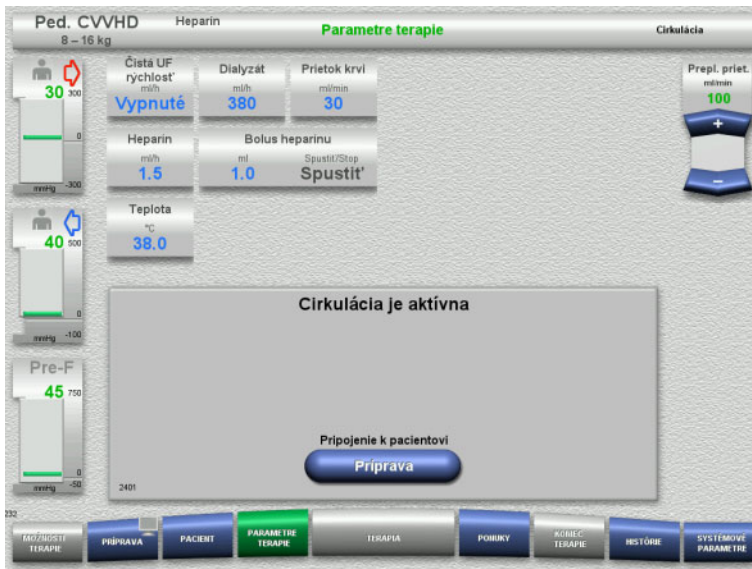 Ped. CVVHD
Heparin
8 – 16 kg
Parametre terapie
Cirkulácia
30
300
0
-300
mmHg
Čistá UF
rýchlosť
ml/h
Vypnuté
Dialyzát
ml/h
380
Prietok krvi
ml/min
30
Prepl. priet.
ml/min
100
+
–
Heparin
ml/h
1.5
Bolus heparinu
ml
1.0
Spustiť/Stop
Spustiť
40
500
0
-100
mmHg
Teplota
°C
38.0
Pre-F
45
750
0
-50
mmHg
Cirkulácia je aktívna
Pripojenie k pacientovi
Príprava
2401
232
MOŽNOSTI
TERAPIE
PRÍPRAVA
PACIENT
PARAMETRE
TERAPIE
TERAPIA
PONUKY
KONIEC
TERAPIE
HISTÓRIE
SYSTÉMOVÉ
PARAMETRE